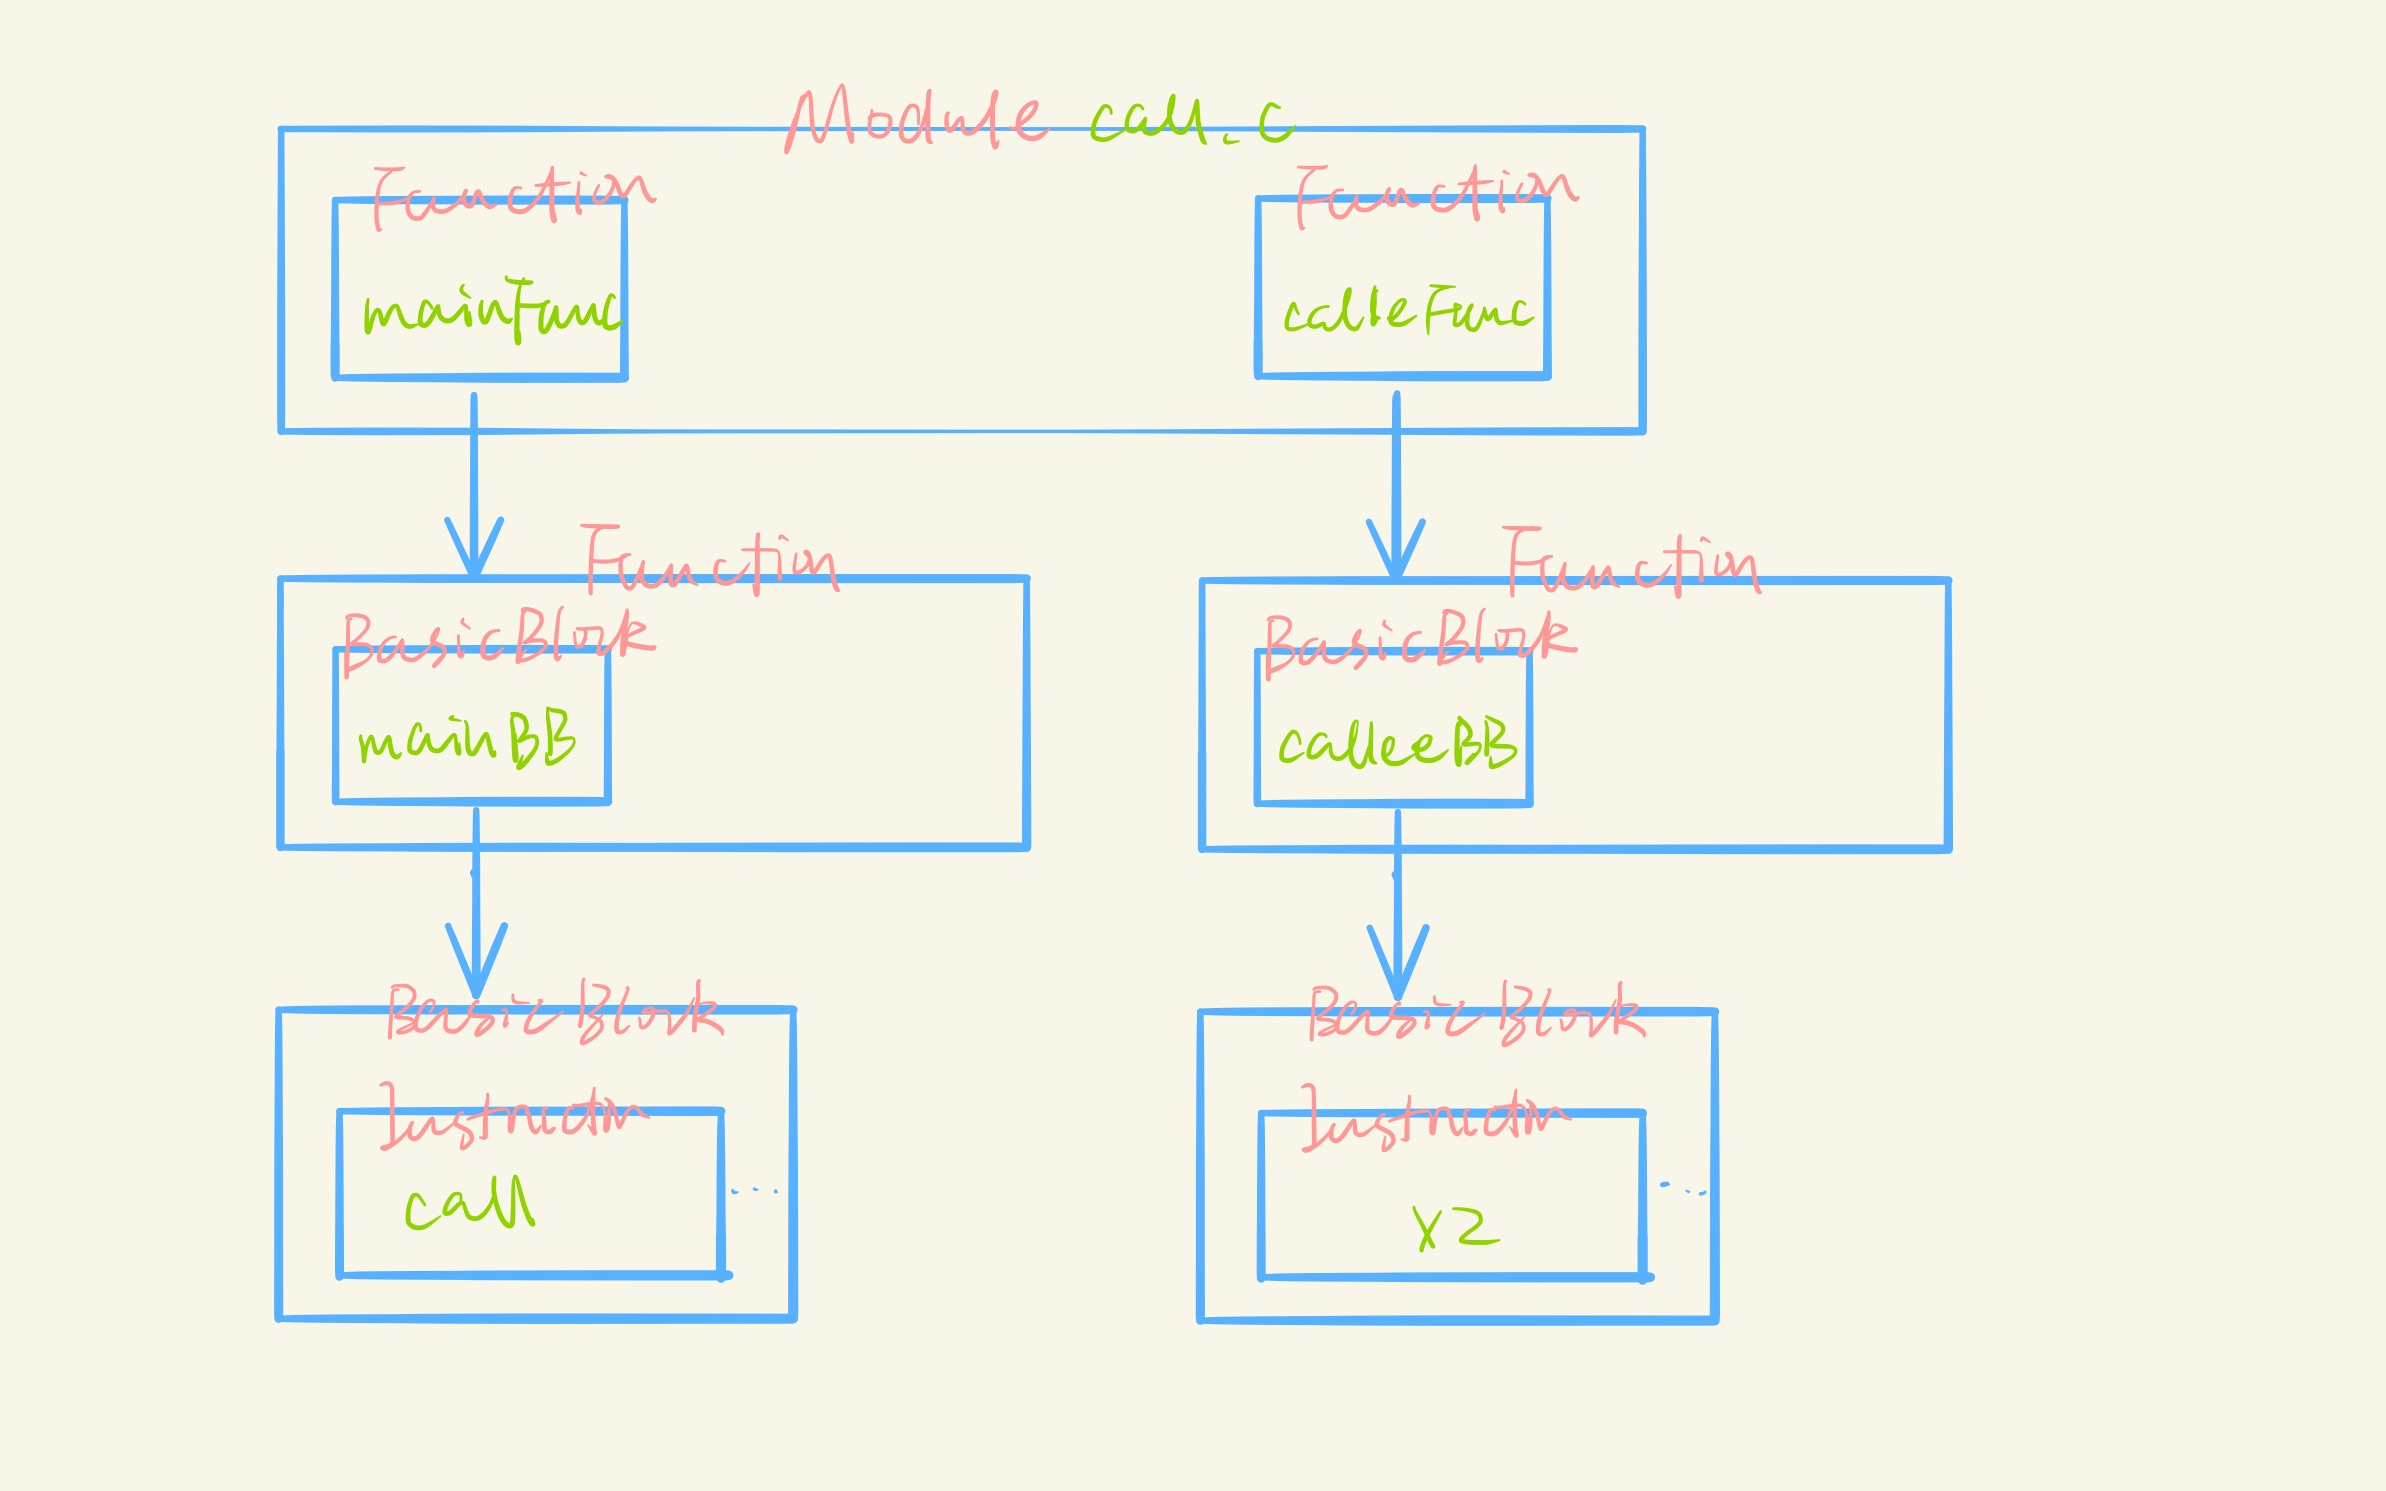 Module call.c
Function Function
mainFunc calleeFunc
Function Function
BasicBlock BasicBlock
mainBB calleeBB
BasicBlock BasicBlock
Instruction Instruction
call x2